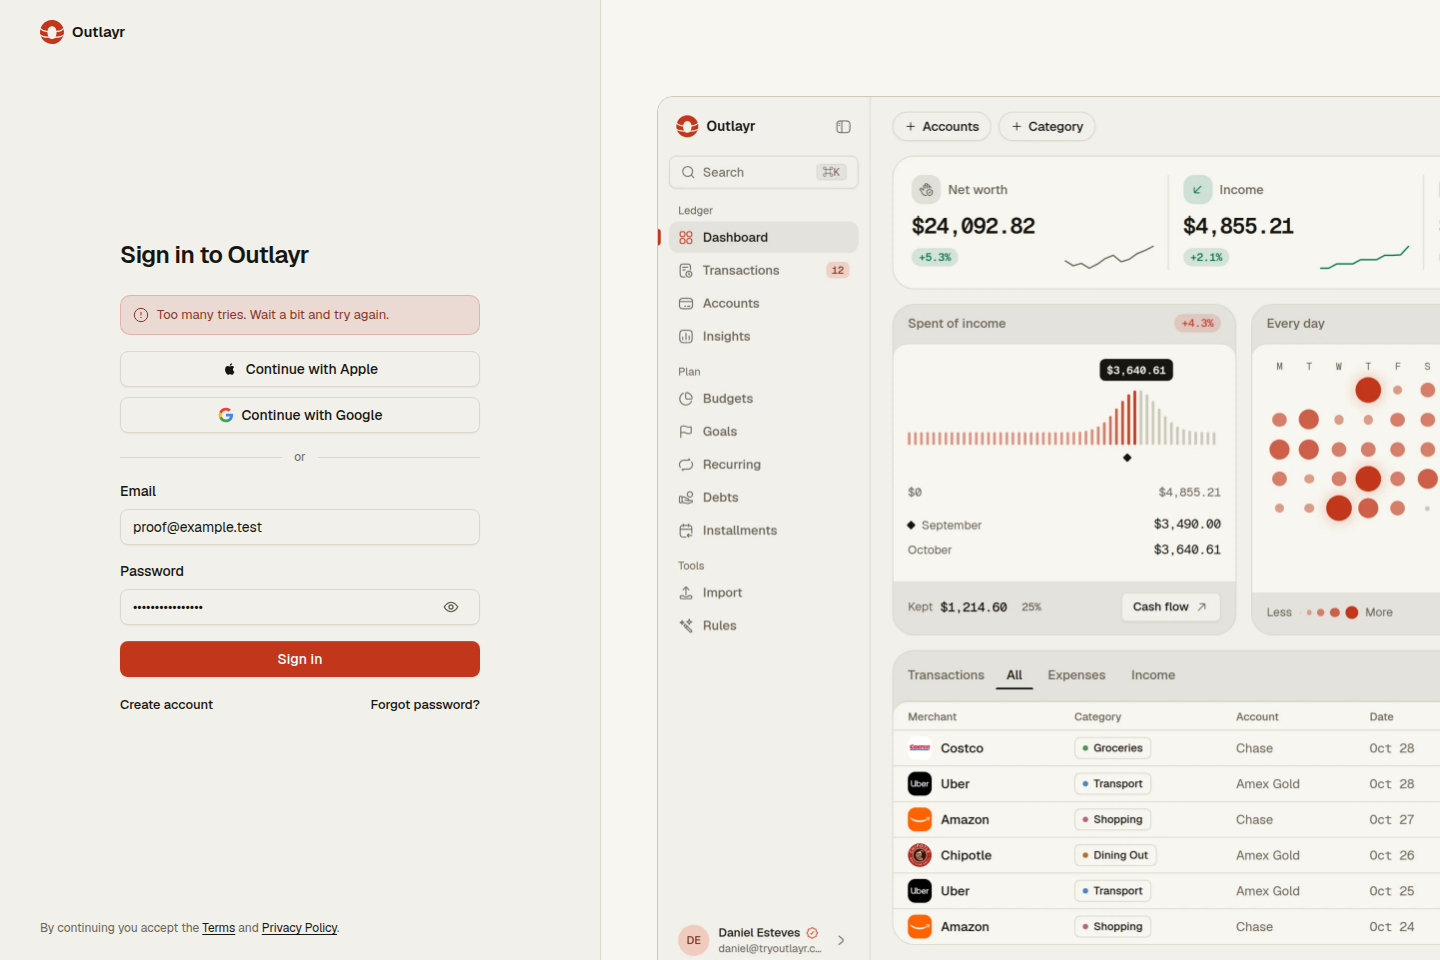 Outlayr
Sign in to Outlayr
Too many tries. Wait a bit and try again.
Continue with Apple
Continue with Google
or
Email
proof@example.test
Password
•••••••••••••••
Sign in
Create account
Forgot password?
By continuing you accept the Terms and Privacy Policy.
Outlayr
Search ⌘K
Ledger
Dashboard
Transactions 12
Accounts
Insights
Plan
Budgets
Goals
Recurring
Debts
Installments
Tools
Import
Rules
DE
Daniel Esteves
daniel@tryoutlayr.c...
+ Accounts
+ Category
Net worth
$24,092.82
+5.3%
Income
$4,855.21
+2.1%
Spent of income +4.3%
$3,640.61
$0 $4,855.21
September $3,490.00
October $3,640.61
Kept $1,214.60 25%
Cash flow
Every day
M T W T F S
Less More
Transactions All Expenses Income
Merchant Category Account Date
Costco Groceries Chase Oct 28
Uber Uber Transport Amex Gold Oct 28
Amazon Shopping Chase Oct 27
Chipotle Dining Out Amex Gold Oct 26
Uber Uber Transport Amex Gold Oct 25
Amazon Shopping Chase Oct 24